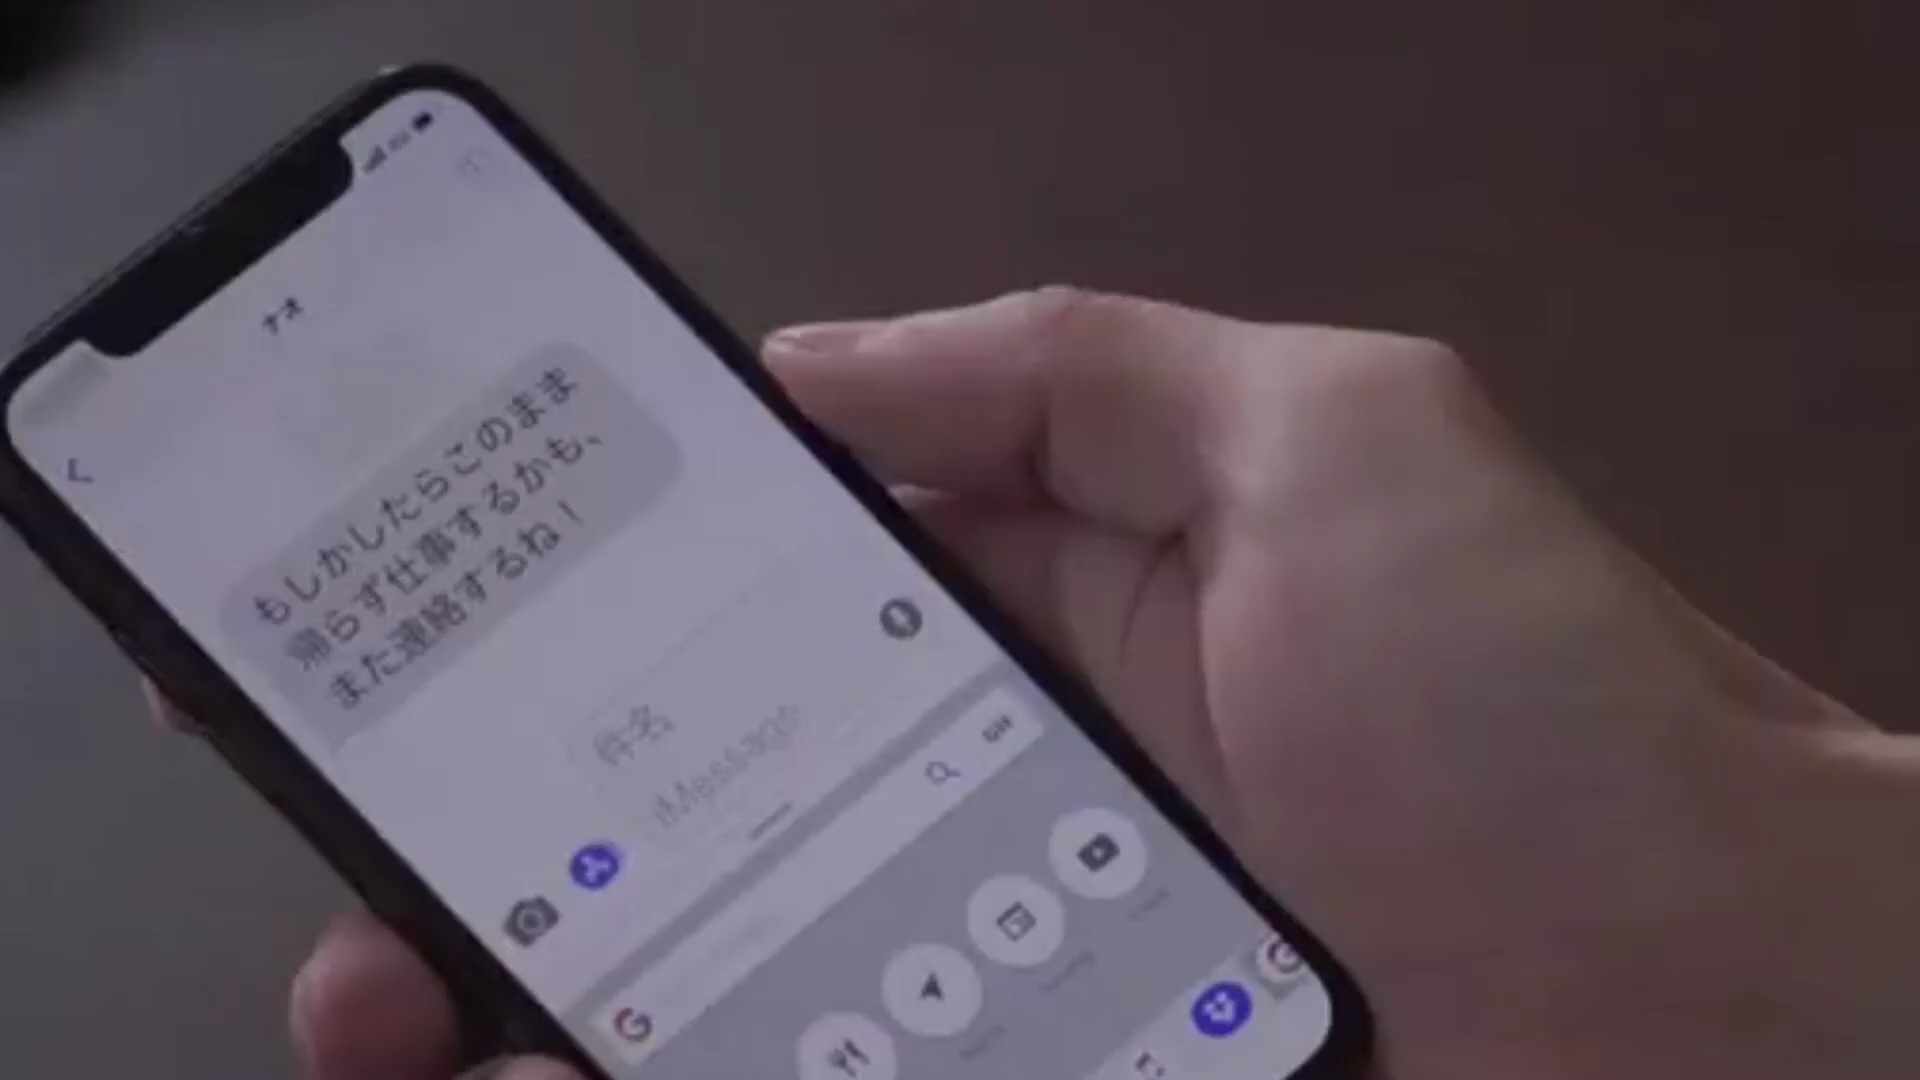 ナオ
もしかしたらこのまま
帰らず仕事するかも、
また連絡するね！
件名
iMessage
G